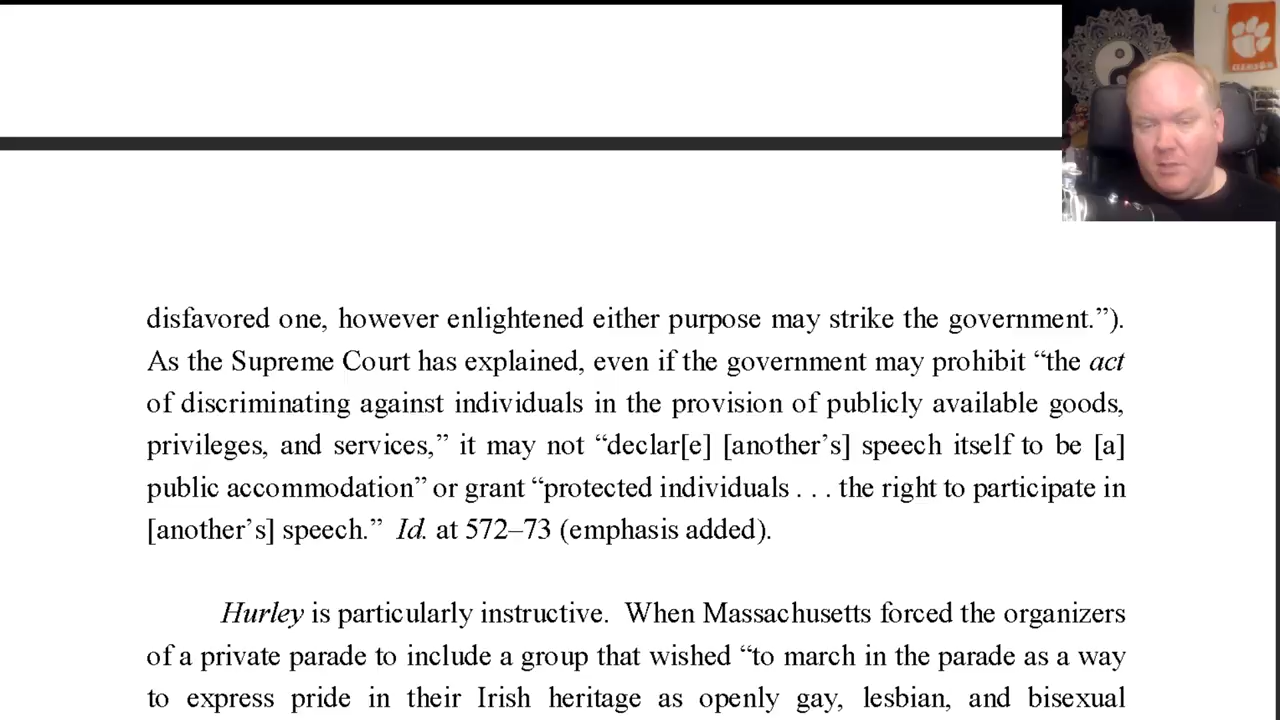 disfavored one, however enlightened either purpose may strike the government.”).
As the Supreme Court has explained, even if the government may prohibit “the act
of discriminating against individuals in the provision of publicly available goods,
privileges, and services,” it may not “declar[e] [another’s] speech itself to be [a]
public accommodation” or grant “protected individuals . . . the right to participate in
[another’s] speech.” Id. at 572–73 (emphasis added).
Hurley is particularly instructive. When Massachusetts forced the organizers
of a private parade to include a group that wished “to march in the parade as a way
to express pride in their Irish heritage as openly gay, lesbian, and bisexual